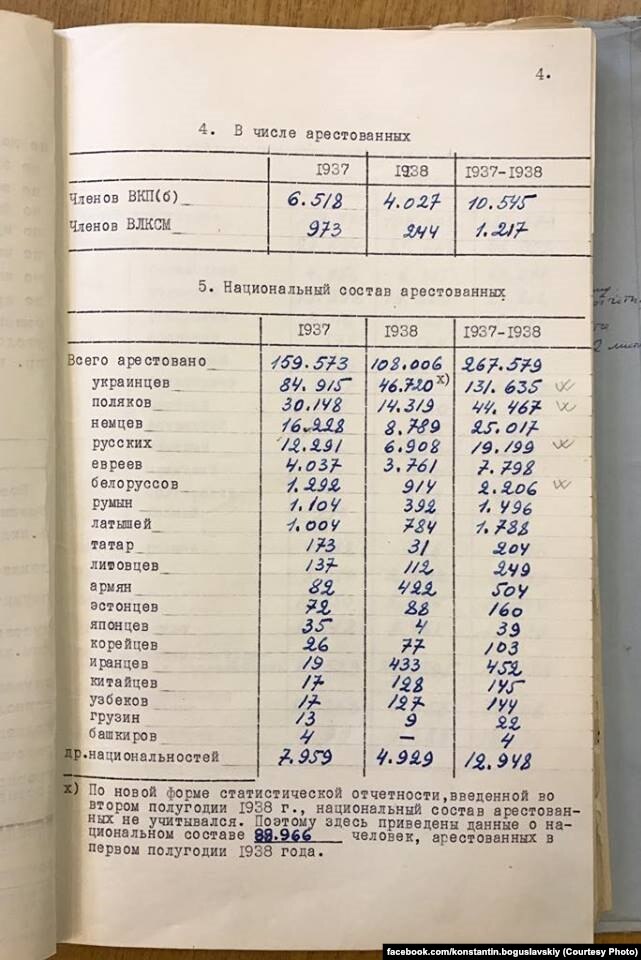 4.
4. В числе арестованных
1937 1938 1937-1938
Членов ВКП(б) 6.518 4.027 10.545
Членов ВЛКСМ 973 244 1.217
5. Национальный состав арестованных
1937 1938 1937-1938
Всего арестовано 159.573 108.006 267.579
украинцев 84.915 46.720 х) 131.635
поляков 30.148 14.319 44.467
немцев 16.228 8.789 25.017
русских 12.291 6.908 19.199
евреев 4.037 3.761 7.798
белоруссов 1.292 914 2.206
румын 1.104 392 1.496
латышей 1.004 784 1.788
татар 173 31 204
литовцев 137 112 249
армян 82 422 504
эстонцев 72 88 160
японцев 35 4 39
корейцев 26 77 103
иранцев 19 433 452
китайцев 17 128 145
узбеков 17 127 144
грузин 13 9 22
башкиров 4 — 4
др.национальностей 7.959 4.929 12.948
х) По новой форме статистической отчетности,введенной во
втором полугодии 1938 г., национальный состав арестован-
ных не учитывался. Поэтому здесь приведены данные о на-
циональном составе 88.966 человек, арестованных в
первом полугодии 1938 года.
facebook.com/konstantin.boguslavskiy (Courtesy Photo)